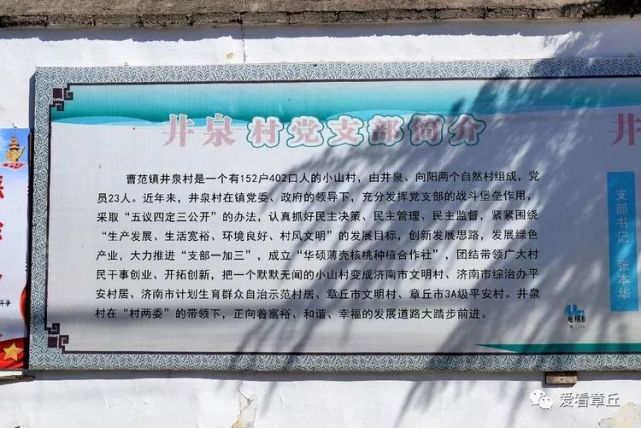 井泉村党支部简介
曹范镇井泉村是一个有152户402口人的小山村，由井泉、向阳两个自然村组成，党
员23人。近年来，井泉村在镇党委、政府的领导下，充分发挥党支部的战斗堡垒作用，
采取“五议四定三公开”的办法，认真抓好民主决策、民主管理、民主监督，紧紧围绕
“生产发展、生活宽裕、环境良好、村风文明”的发展目标，创新发展思路，发展绿色
产业，大力推进“支部一加三”，成立“华硕薄壳核桃种植合作社”，团结带领广大村
民干事创业、开拓创新，把一个默默无闻的小山村变成济南市文明村、济南市综治办平
安村居、济南市计划生育群众自治示范村居、章丘市文明村、章丘市3A级平安村。井泉
村在“村两委”的带领下，正向着富裕、和谐、幸福的发展道路大踏步前进。
井
支部书记 张本华
爱看章丘